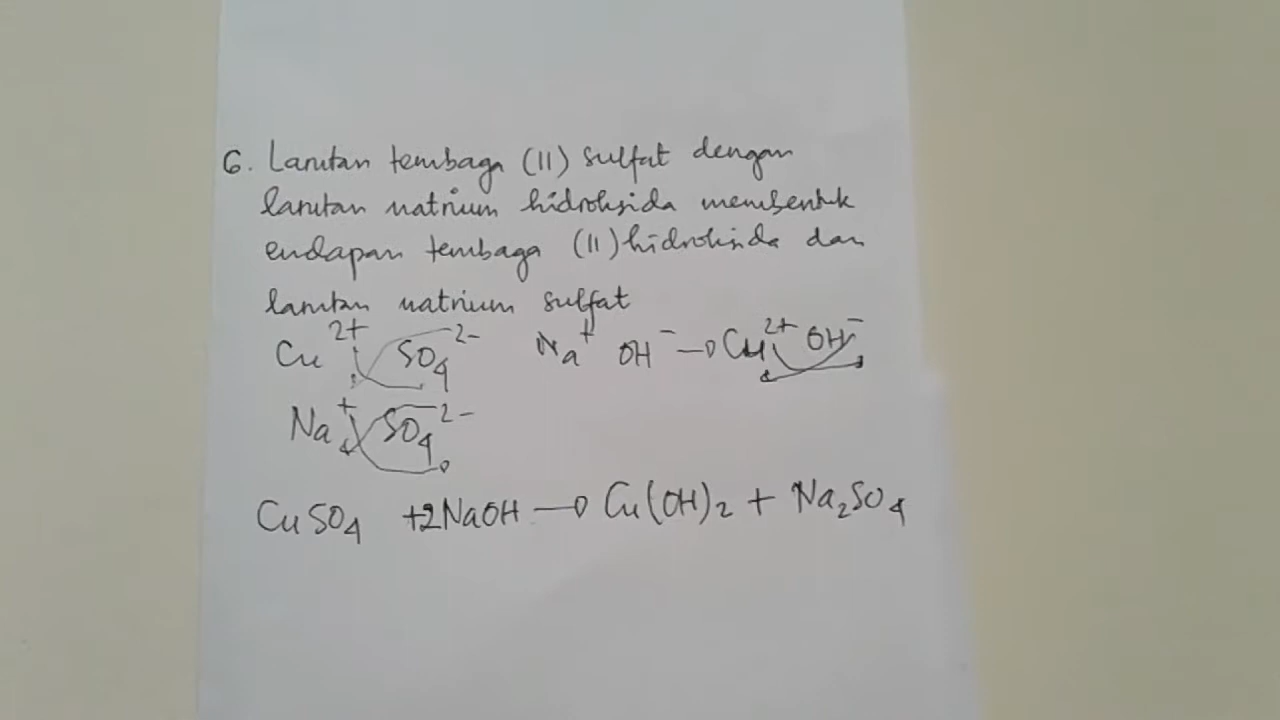 6. Larutan tembaga (II) sulfat dengan
larutan natrium hidroksida membentuk
endapan tembaga (II) hidroksida dan
larutan natrium sulfat
Cu²⁺ SO₄²⁻ Na⁺ OH⁻ → Cu²⁺ OH⁻
Na⁺ SO₄²⁻
CuSO₄ +2NaOH → Cu(OH)₂ + Na₂SO₄